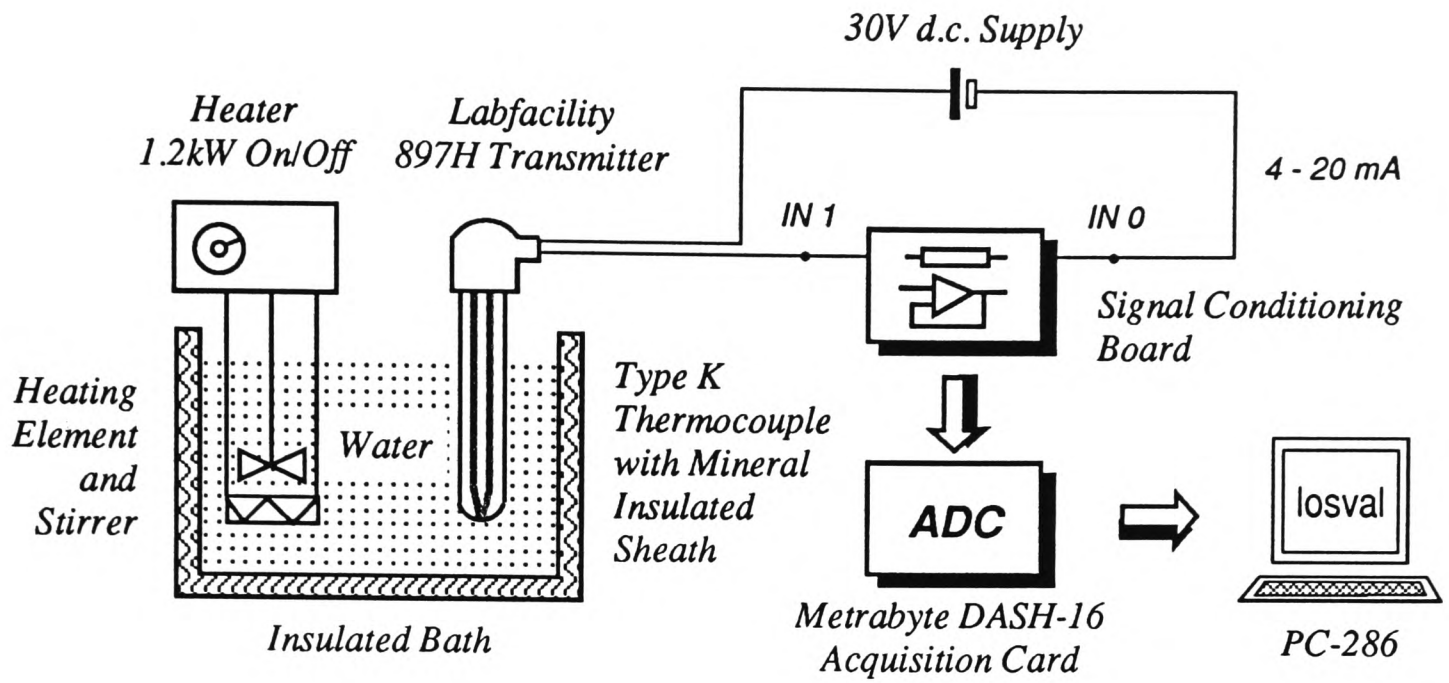 30V d.c. Supply
Heater
1.2kW On/Off
Labfacility
897H Transmitter
4 - 20 mA
IN 1
IN 0
Signal Conditioning
Board
Heating
Element
and
Stirrer
Water
Type K
Thermocouple
with Mineral
Insulated
Sheath
ADC
losval
Insulated Bath
Metrabyte DASH-16
Acquisition Card
PC-286